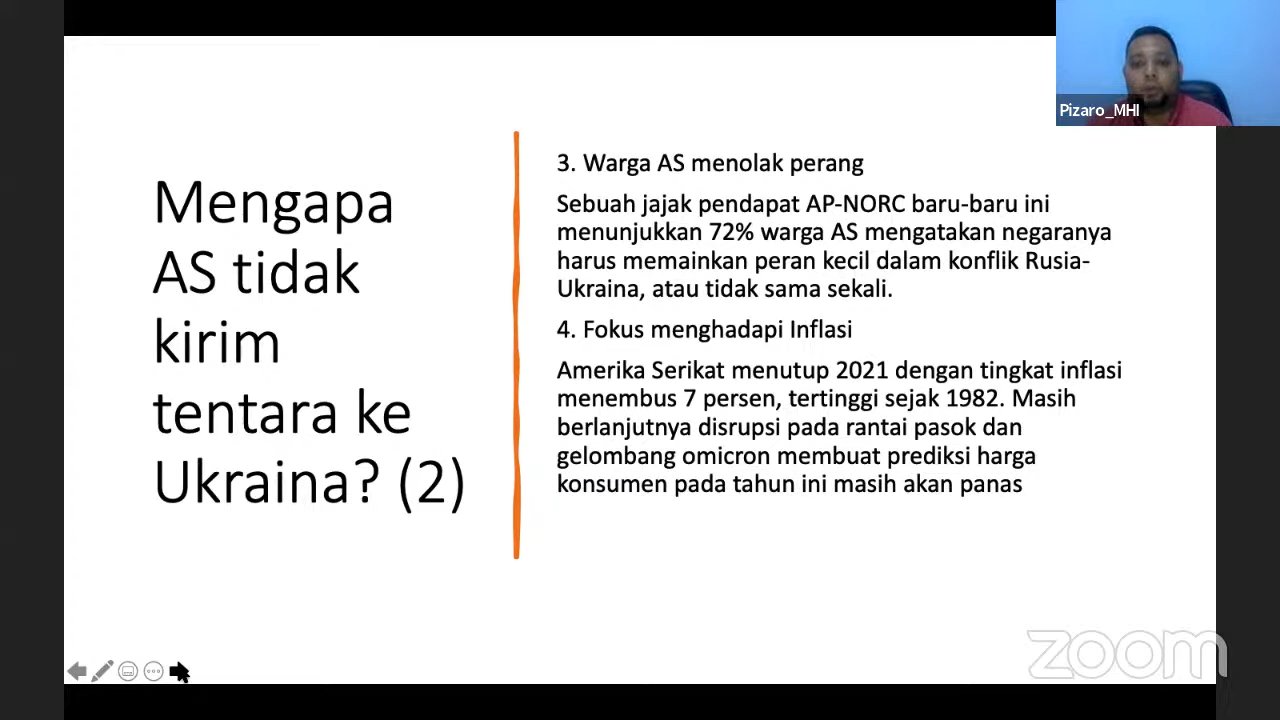 Pizaro_MHI
Mengapa
AS tidak
kirim
tentara ke
Ukraina? (2)
3. Warga AS menolak perang
Sebuah jajak pendapat AP-NORC baru-baru ini
menunjukkan 72% warga AS mengatakan negaranya
harus memainkan peran kecil dalam konflik Rusia-
Ukraina, atau tidak sama sekali.
4. Fokus menghadapi Inflasi
Amerika Serikat menutup 2021 dengan tingkat inflasi
menembus 7 persen, tertinggi sejak 1982. Masih
berlanjutnya disrupsi pada rantai pasok dan
gelombang omicron membuat prediksi harga
konsumen pada tahun ini masih akan panas
zoom